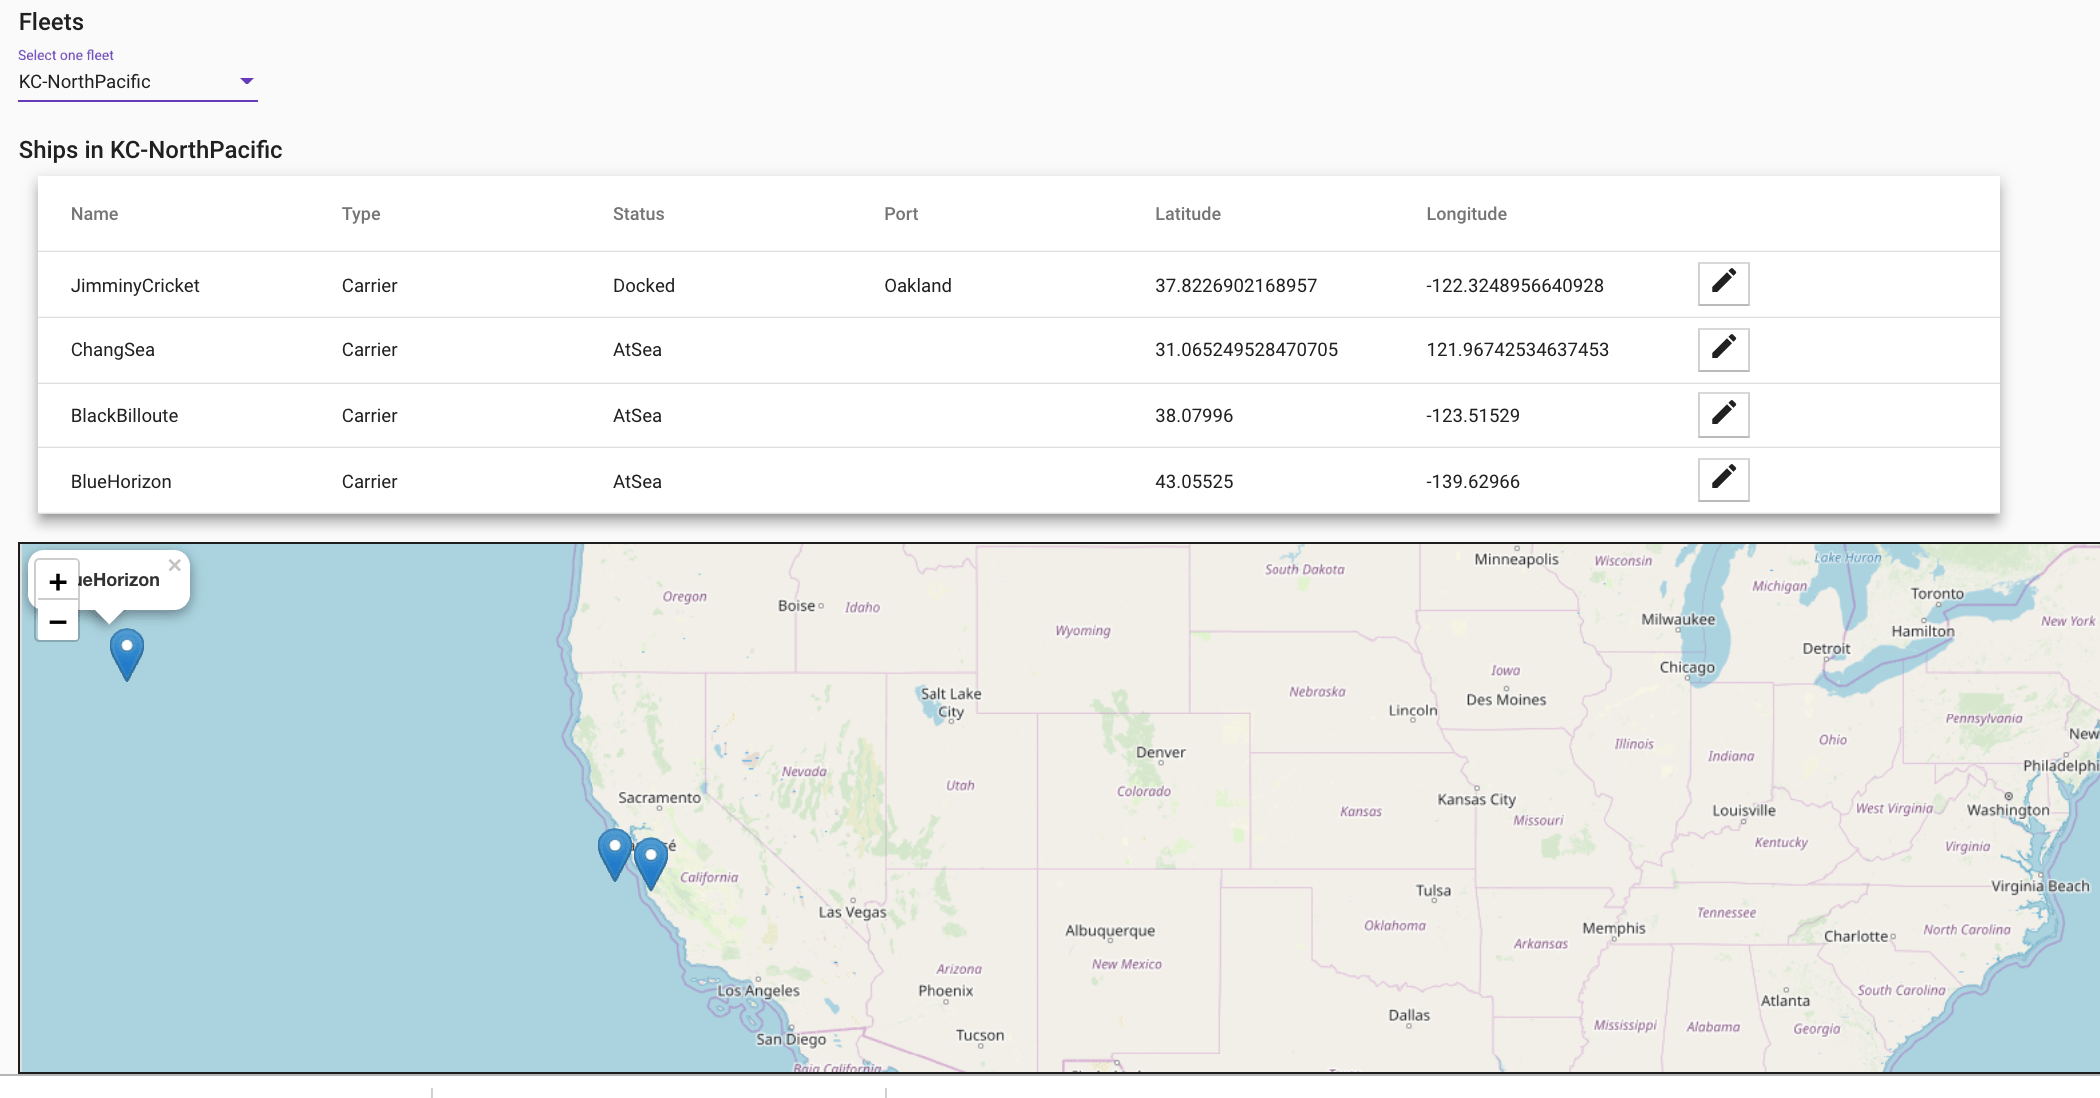 Fleets
Select one fleet
KC-NorthPacific
Ships in KC-NorthPacific
Name Type Status Port Latitude Longitude
JimminyCricket Carrier Docked Oakland 37.8226902168957 -122.3248956640928
ChangSea Carrier AtSea 31.065249528470705 121.96742534637453
BlackBilloute Carrier AtSea 38.07996 -123.51529
BlueHorizon Carrier AtSea 43.05525 -139.62966
×
ueHorizon
+
−
Minneapolis
Wisconsin
Lake Huron
South Dakota
Michigan
Toronto
Oregon
Boise
Idaho
Milwaukee
New York
Wyoming
Hamilton
Detroit
Chicago
Iowa
Salt Lake
City
Nebraska
Des Moines
Lincoln
Pennsylvania
New
Denver
Illinois
Indiana
Ohio
Philadelphi
Nevada
Utah
Colorado
Sacramento
Kansas City
Kansas
Missouri
Louisville
West Virginia
Washington
Kentucky
Virginia
sé
California
Las Vegas
Tulsa
Virginia Beach
Albuquerque
Oklahoma
Memphis
Tennessee
Charlotte
North Carolina
Arkansas
New Mexico
Arizona
Los Angeles
Phoenix
South Carolina
Atlanta
Dallas
San Diego
Tucson
Mississippi
Alabama
Georgia
Baja California